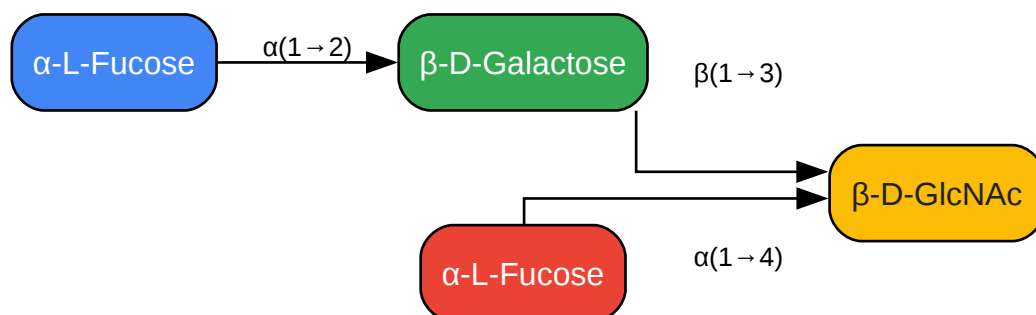 α-L-Fucose
α(1→2)
β-D-Galactose
β(1→3)
β-D-GlcNAc
α-L-Fucose
α(1→4)